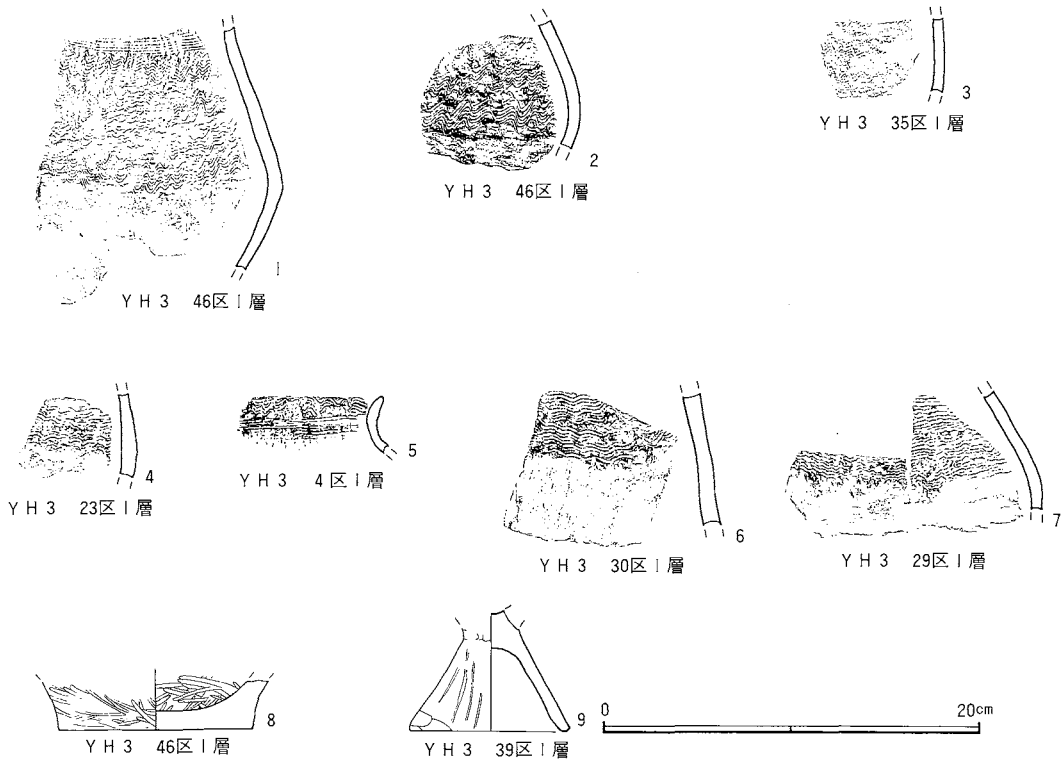 1
YH3 46区I層
2
YH3 46区I層
3
YH3 35区I層
4
YH3 23区I層
5
YH3 4区I層
6
YH3 30区I層
7
YH3 29区I層
8
YH3 46区I層
9
YH3 39区I層
0 20cm